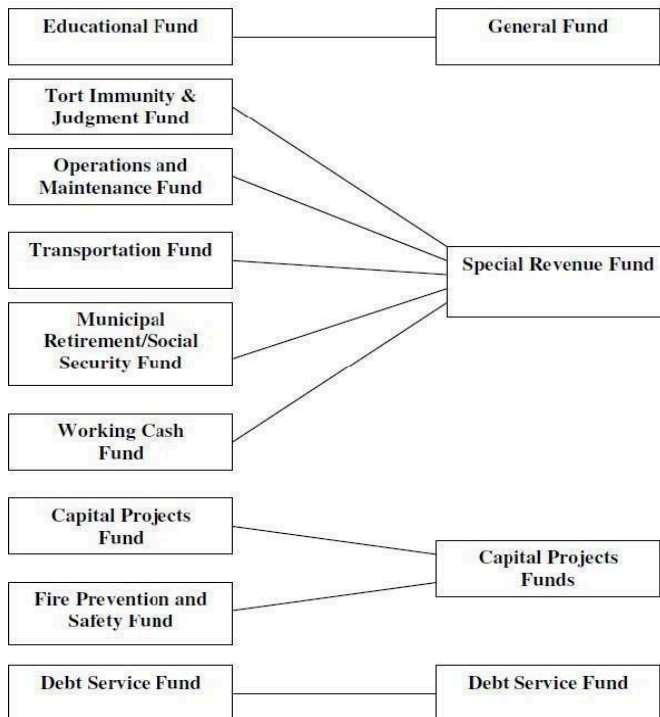 Educational Fund
General Fund
Tort Immunity &
Judgment Fund
Operations and
Maintenance Fund
Transportation Fund
Special Revenue Fund
Municipal
Retirement/Social
Security Fund
Working Cash
Fund
Capital Projects
Fund
Capital Projects
Funds
Fire Prevention and
Safety Fund
Debt Service Fund
Debt Service Fund